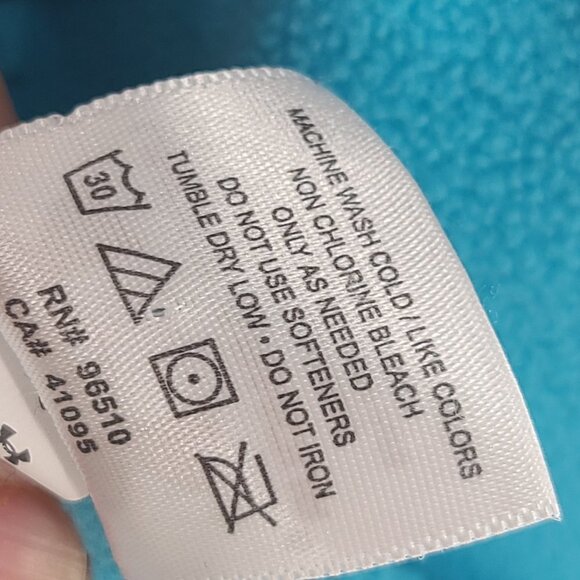 MACHINE WASH COLD / LIKE COLORS
NON CHLORINE BLEACH
ONLY AS NEEDED
DO NOT USE SOFTENERS
TUMBLE DRY LOW • DO NOT IRON
30
RN# 96510
CA# 41095